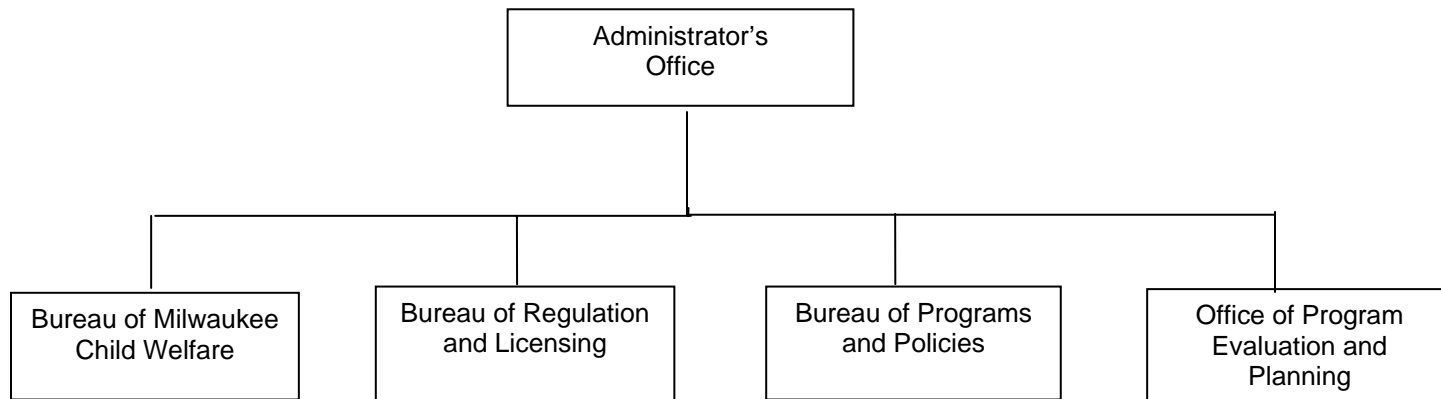 Administrator’s
Office
Bureau of Milwaukee
Child Welfare
Bureau of Regulation
and Licensing
Bureau of Programs
and Policies
Office of Program
Evaluation and
Planning